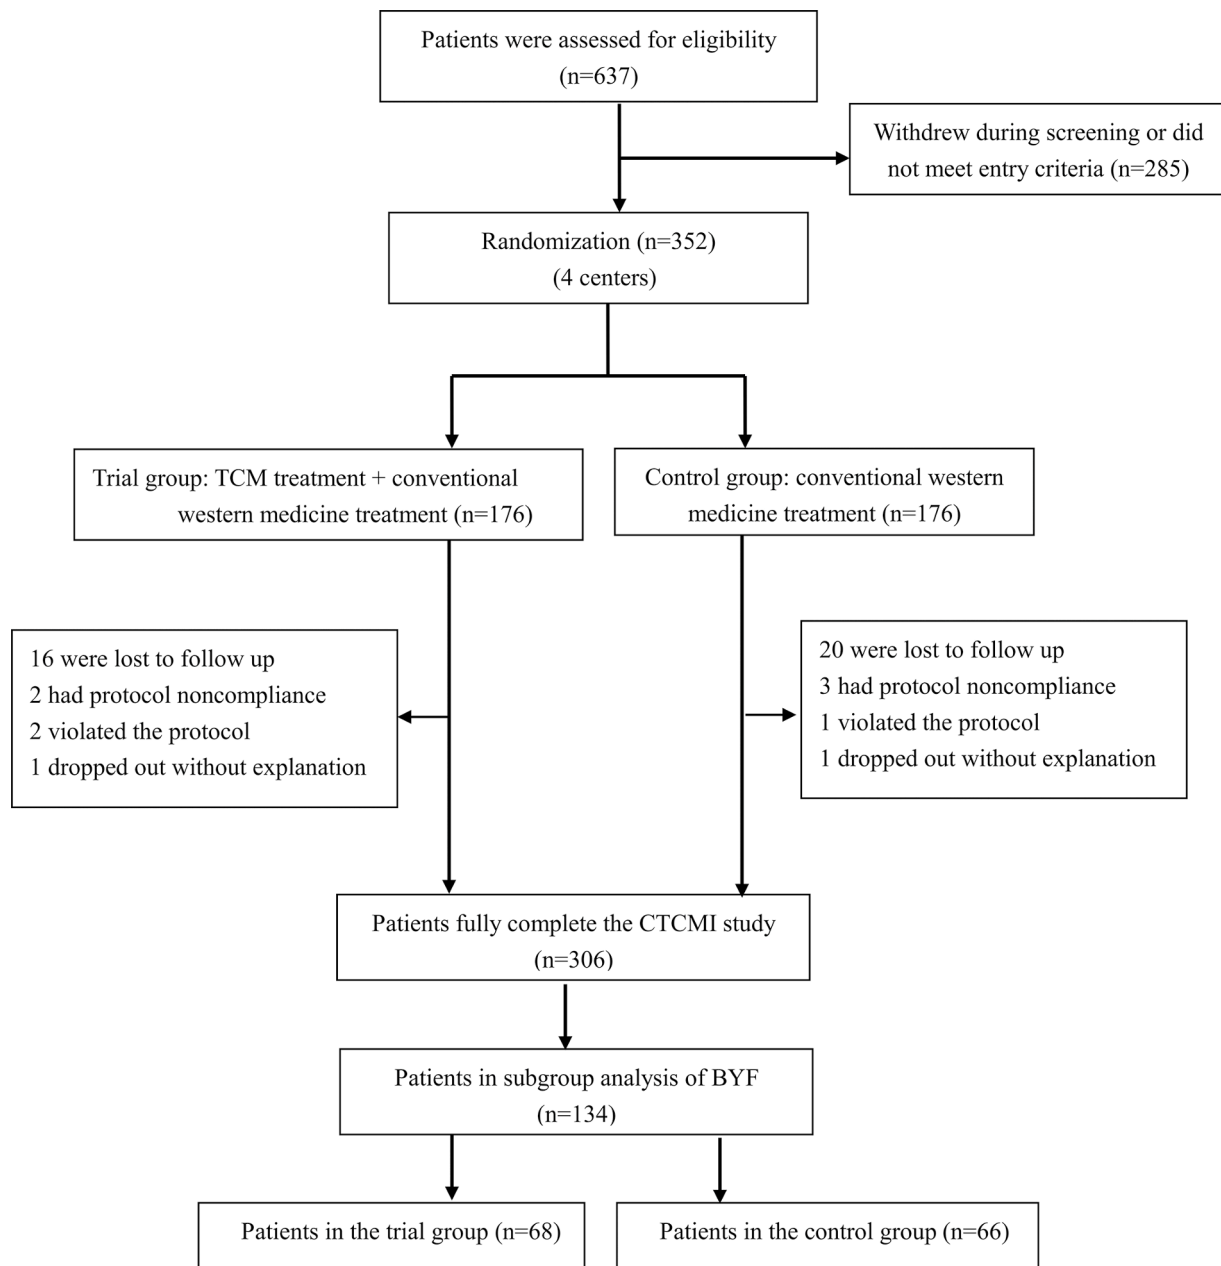 Patients were assessed for eligibility
(n=637)
Withdrew during screening or did
not meet entry criteria (n=285)
Randomization (n=352)
(4 centers)
Trial group: TCM treatment + conventional
western medicine treatment (n=176)
Control group: conventional western
medicine treatment (n=176)
16 were lost to follow up
2 had protocol noncompliance
2 violated the protocol
1 dropped out without explanation
20 were lost to follow up
3 had protocol noncompliance
1 violated the protocol
1 dropped out without explanation
Patients fully complete the CTCMI study
(n=306)
Patients in subgroup analysis of BYF
(n=134)
Patients in the trial group (n=68)
Patients in the control group (n=66)